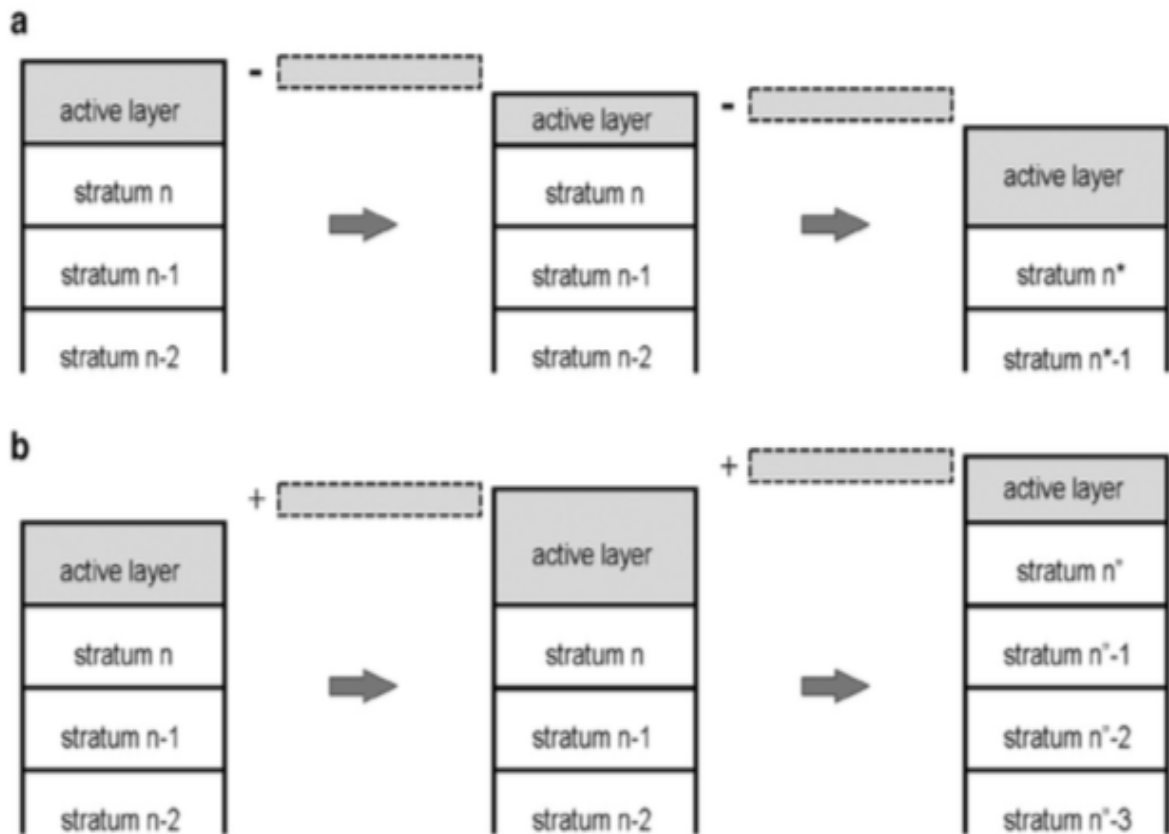 a
active layer
stratum n
stratum n-1
stratum n-2
-
active layer
stratum n
stratum n-1
stratum n-2
-
active layer
stratum n*
stratum n*-1
b
active layer
stratum n
stratum n-1
stratum n-2
+
active layer
stratum n
stratum n-1
stratum n-2
+
active layer
stratum n"
stratum n"-1
stratum n"-2
stratum n"-3